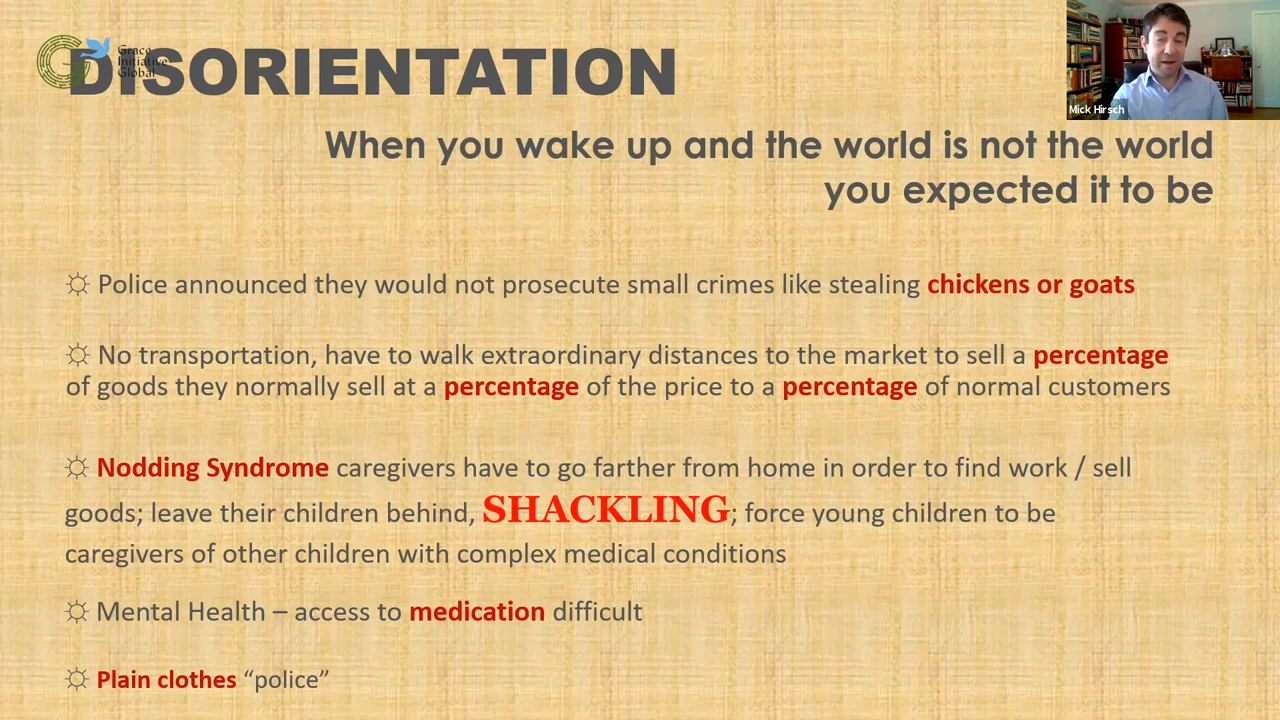 Grace
Initiative
Global
DISORIENTATION
Mick Hirsch
When you wake up and the world is not the world
you expected it to be
☼ Police announced they would not prosecute small crimes like stealing chickens or goats
☼ No transportation, have to walk extraordinary distances to the market to sell a percentage
of goods they normally sell at a percentage of the price to a percentage of normal customers
☼ Nodding Syndrome caregivers have to go farther from home in order to find work / sell
goods; leave their children behind, SHACKLING; force young children to be
caregivers of other children with complex medical conditions
☼ Mental Health – access to medication difficult
☼ Plain clothes “police”